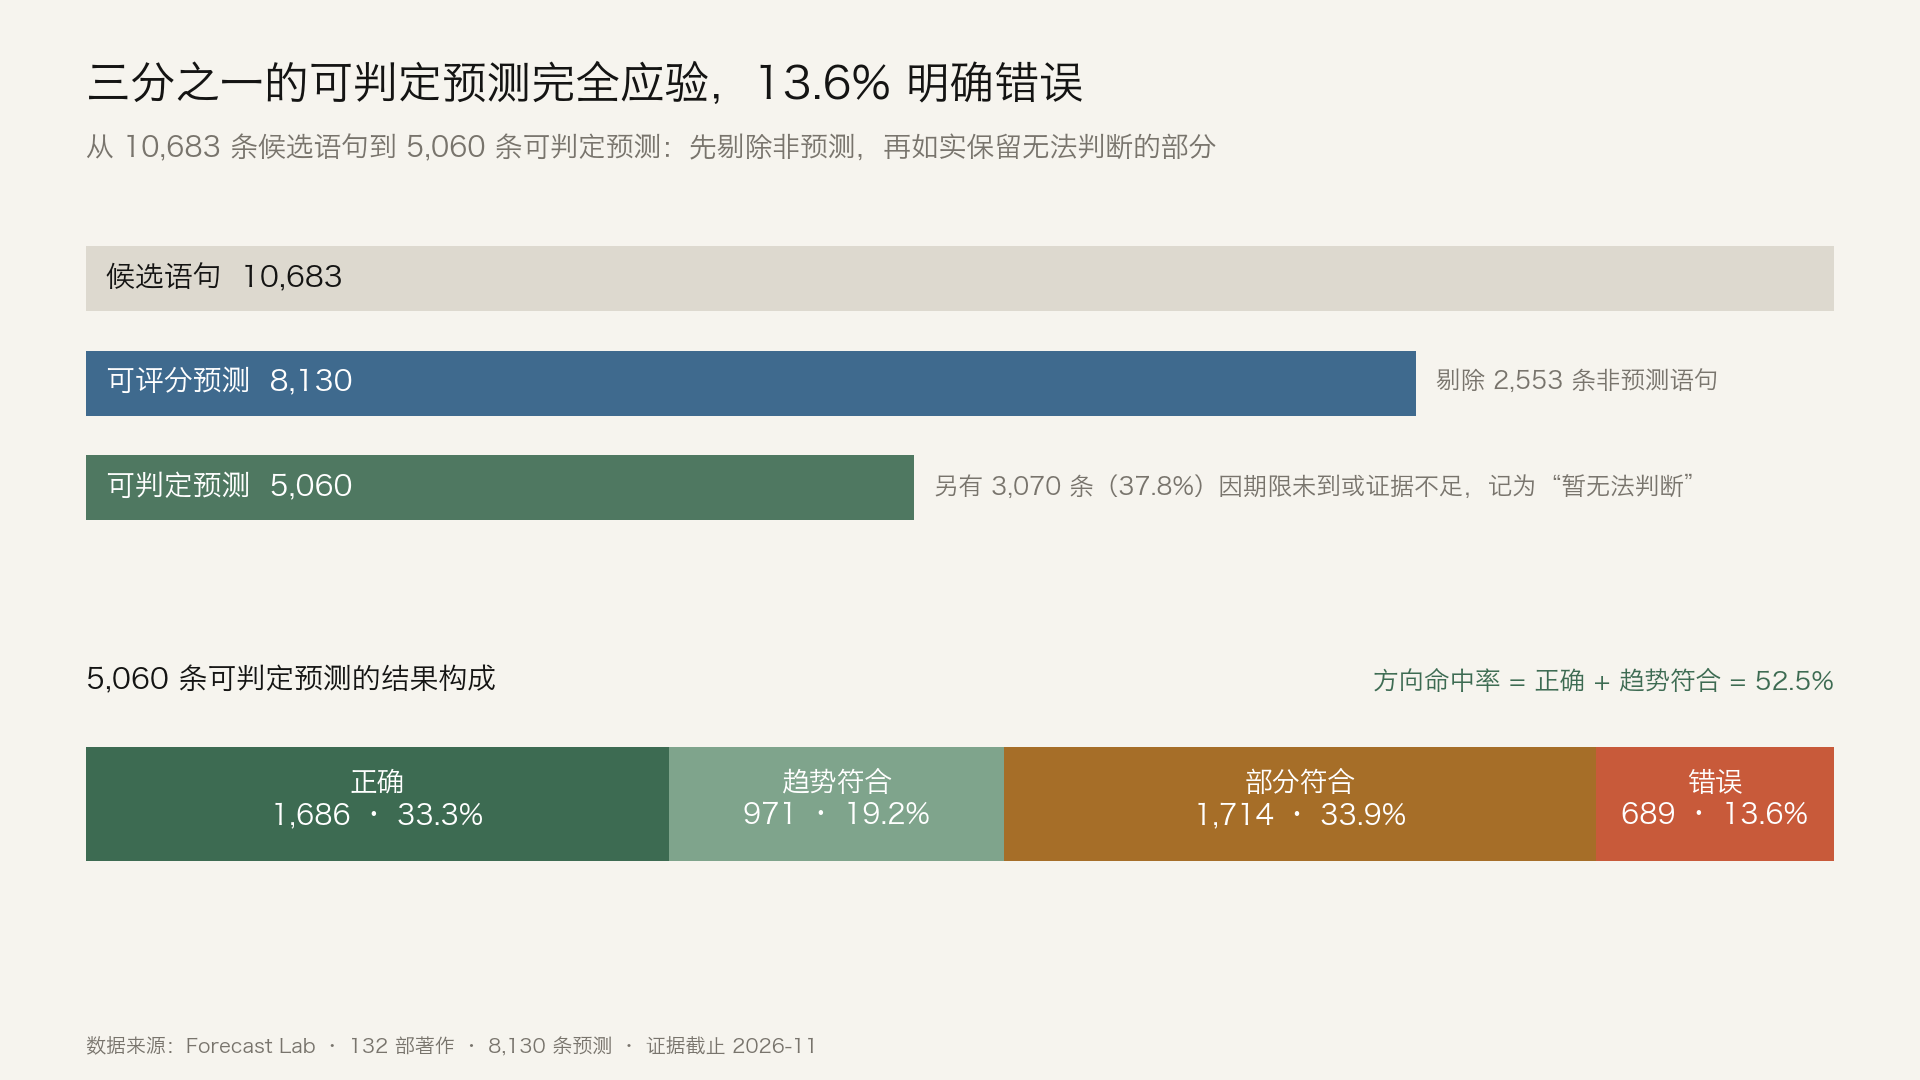 三分之一的可判定预测完全应验，13.6% 明确错误
从 10,683 条候选语句到 5,060 条可判定预测：先剔除非预测，再如实保留无法判断的部分
候选语句 10,683
可评分预测 8,130
剔除 2,553 条非预测语句
可判定预测 5,060
另有 3,070 条（37.8%）因期限未到或证据不足，记为“暂无法判断”
5,060 条可判定预测的结果构成
方向命中率 = 正确 + 趋势符合 = 52.5%
正确
1,686 · 33.3%
趋势符合
971 · 19.2%
部分符合
1,714 · 33.9%
错误
689 · 13.6%
数据来源：Forecast Lab · 132 部著作 · 8,130 条预测 · 证据截止 2026-11